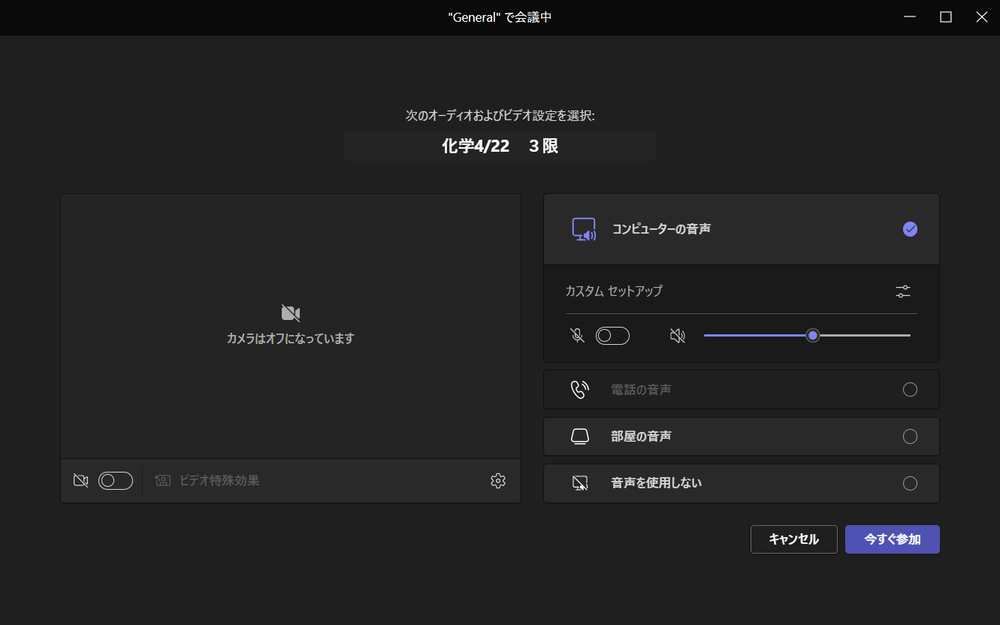 "General" で会議中
次のオーディオおよびビデオ設定を選択:
化学4/22　３限
カメラはオフになっています
ビデオ特殊効果
コンピューターの音声
カスタム セットアップ
電話の音声
部屋の音声
音声を使用しない
キャンセル
今すぐ参加